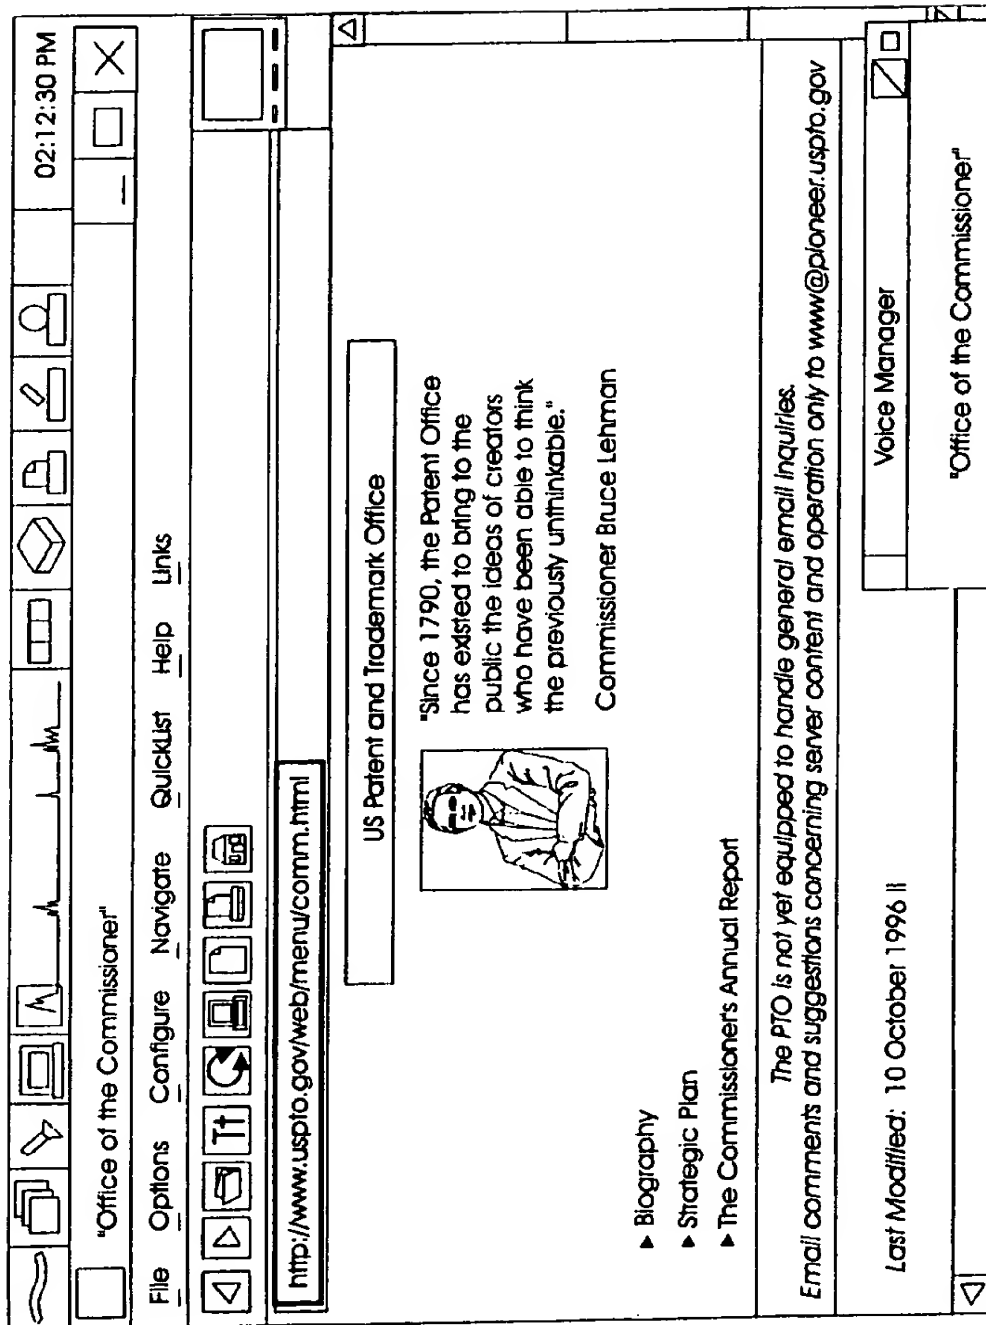 02:12:30 PM
"Office of the Commissioner"
File Options Configure Navigate QuickList Help Links
Tt
http://www.uspto.gov/web/menu/comm.html
US Patent and Trademark Office
"Since 1790, the Patent Office
has existed to bring to the
public the ideas of creators
who have been able to think
the previously unthinkable."
Commissioner Bruce Lehman
▸ Biography
▸ Strategic Plan
▸ The Commissioners Annual Report
The PTO is not yet equipped to handle general email inquiries.
Email comments and suggestions concerning server content and operation only to www@pioneer.uspto.gov
Last Modified: 10 October 1996 ||
Voice Manager
"Office of the Commissioner"